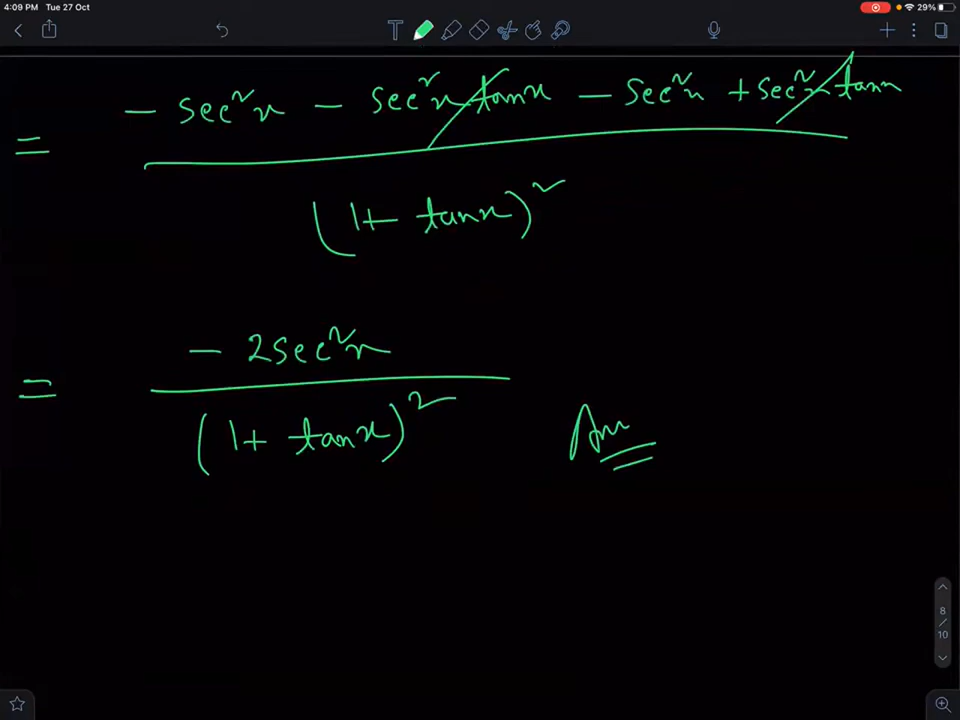 4:09 PM Tue 27 Oct
29%
T
- sec²x - sec²x tanx - sec²x + sec²x tanx
=
(1 + tanx)²
- 2sec²x
=
(1 + tanx)²
Ans
8
/
10